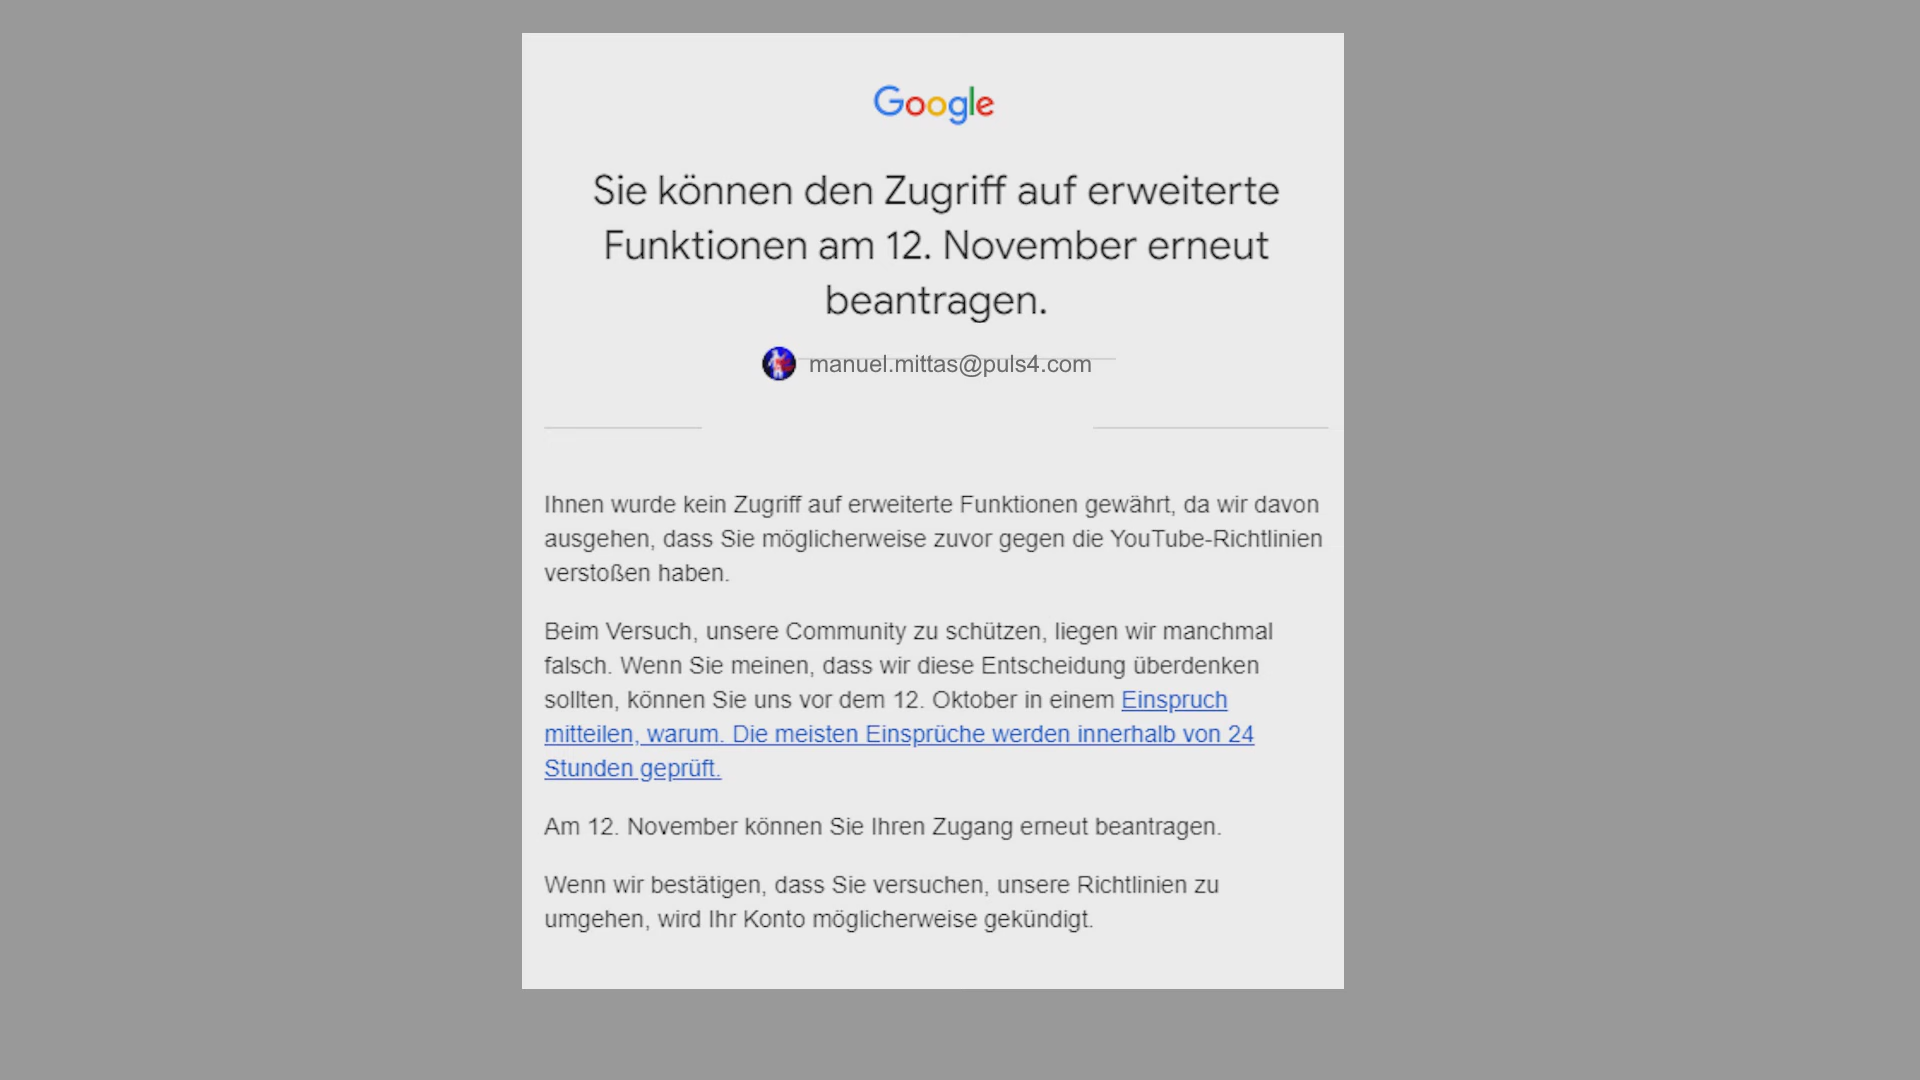 Google
Sie können den Zugriff auf erweiterte
Funktionen am 12. November erneut
beantragen.
manuel.mittas@puls4.com
Ihnen wurde kein Zugriff auf erweiterte Funktionen gewährt, da wir davon
ausgehen, dass Sie möglicherweise zuvor gegen die YouTube-Richtlinien
verstoßen haben.
Beim Versuch, unsere Community zu schützen, liegen wir manchmal
falsch. Wenn Sie meinen, dass wir diese Entscheidung überdenken
sollten, können Sie uns vor dem 12. Oktober in einem Einspruch
mitteilen, warum. Die meisten Einsprüche werden innerhalb von 24
Stunden geprüft.
Am 12. November können Sie Ihren Zugang erneut beantragen.
Wenn wir bestätigen, dass Sie versuchen, unsere Richtlinien zu
umgehen, wird Ihr Konto möglicherweise gekündigt.